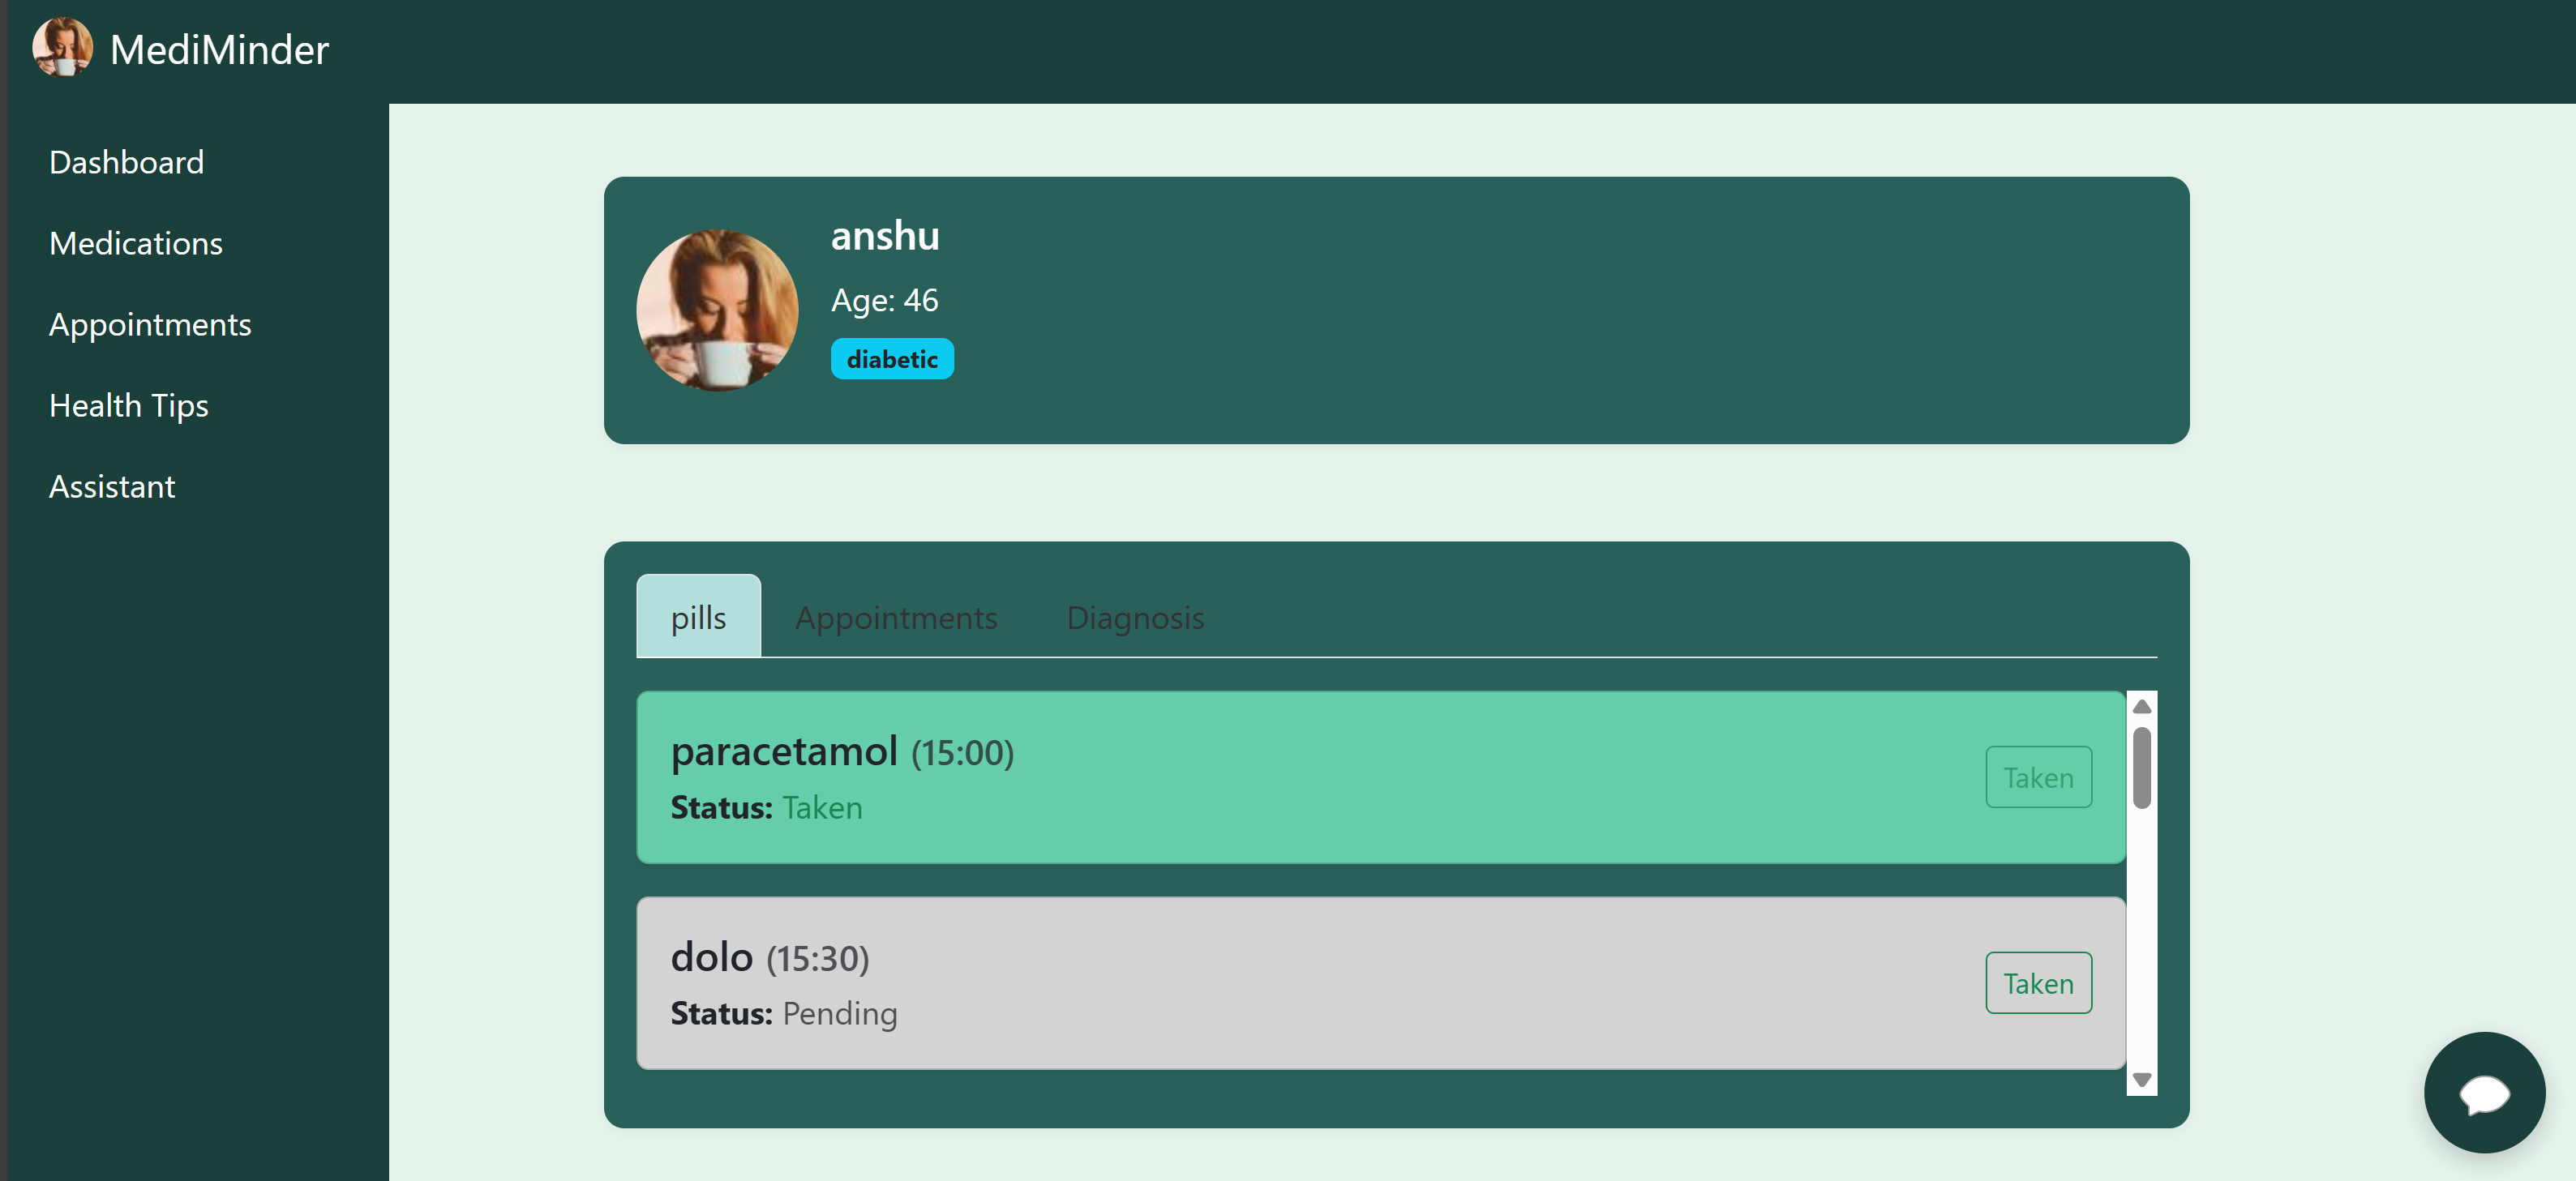 MediMinder
Dashboard
Medications
Appointments
Health Tips
Assistant
anshu
Age: 46
diabetic
pills
Appointments
Diagnosis
paracetamol (15:00)
Status: Taken
Taken
dolo (15:30)
Status: Pending
Taken